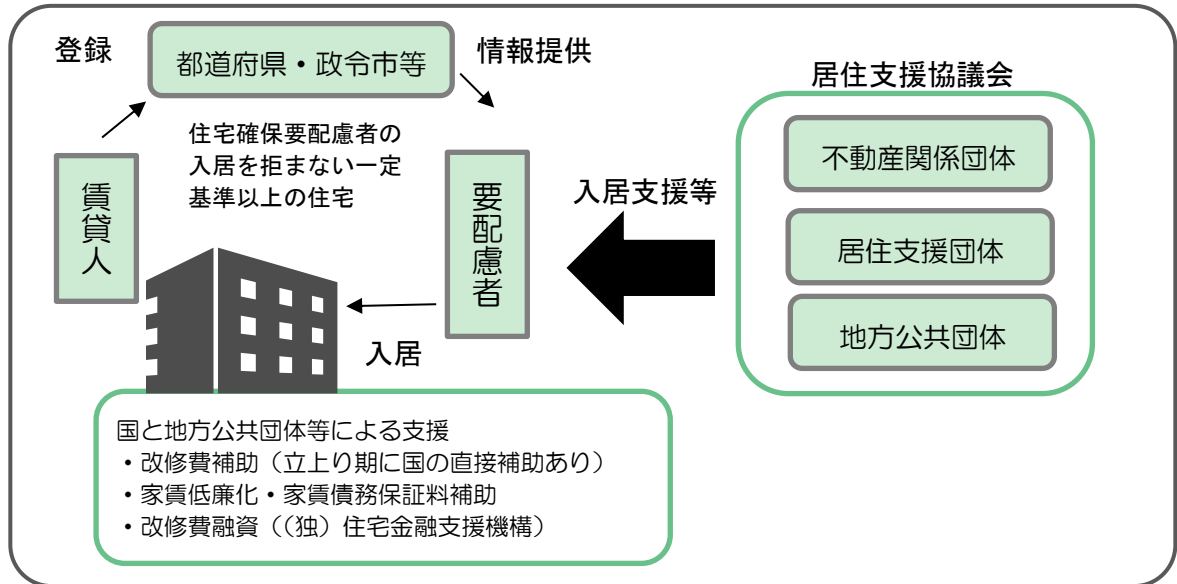 登録
都道府県・政令市等
情報提供
住宅確保要配慮者の
入居を拒まない一定
基準以上の住宅
賃貸人
要配慮者
入居
居住支援協議会
不動産関係団体
居住支援団体
地方公共団体
入居支援等
国と地方公共団体等による支援
・改修費補助（立上り期に国の直接補助あり）
・家賃低廉化・家賃債務保証料補助
・改修費融資（（独）住宅金融支援機構）